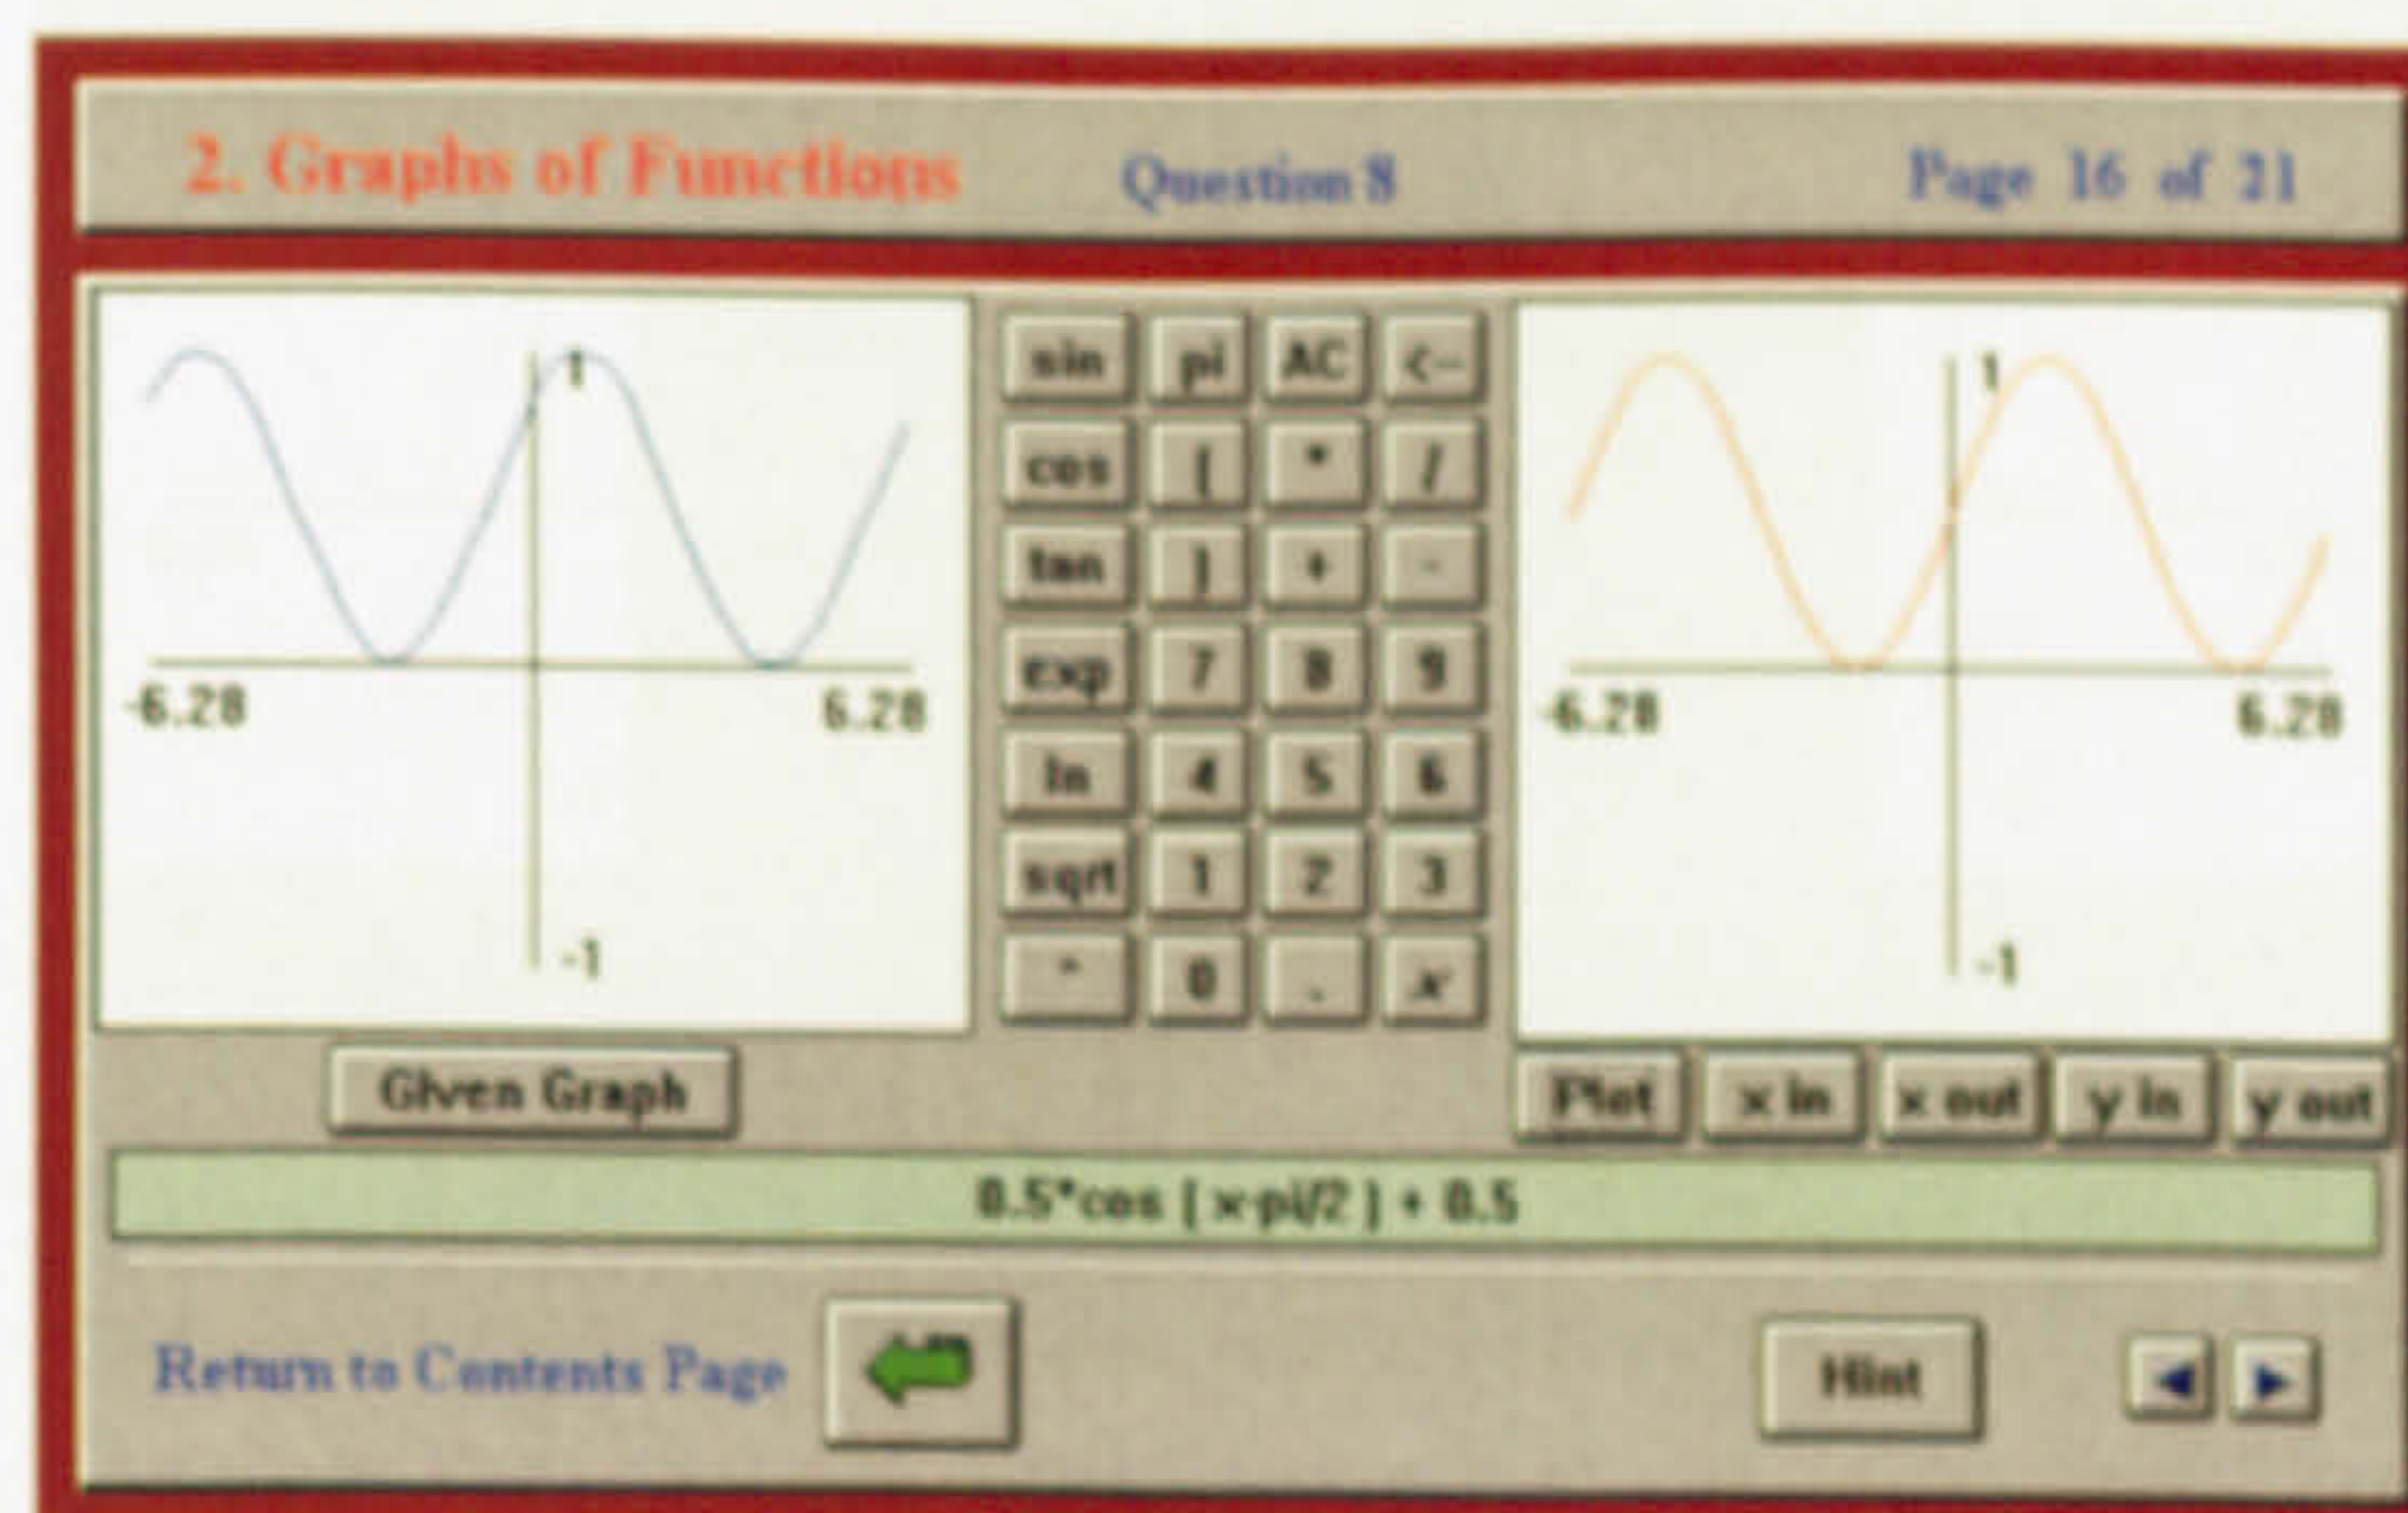 2. Graphs of Functions Question 8 Page 16 of 21
1
-6.28 6.28
-1
sin pi AC <--
cos ( * /
tan ) + -
exp 7 8 9
ln 4 5 6
sqrt 1 2 3
^ 0 . x
1
-6.28 6.28
-1
Given Graph
Plot x in x out y in y out
0.5*cos ( x-pi/2 ) + 0.5
Return to Contents Page
Hint